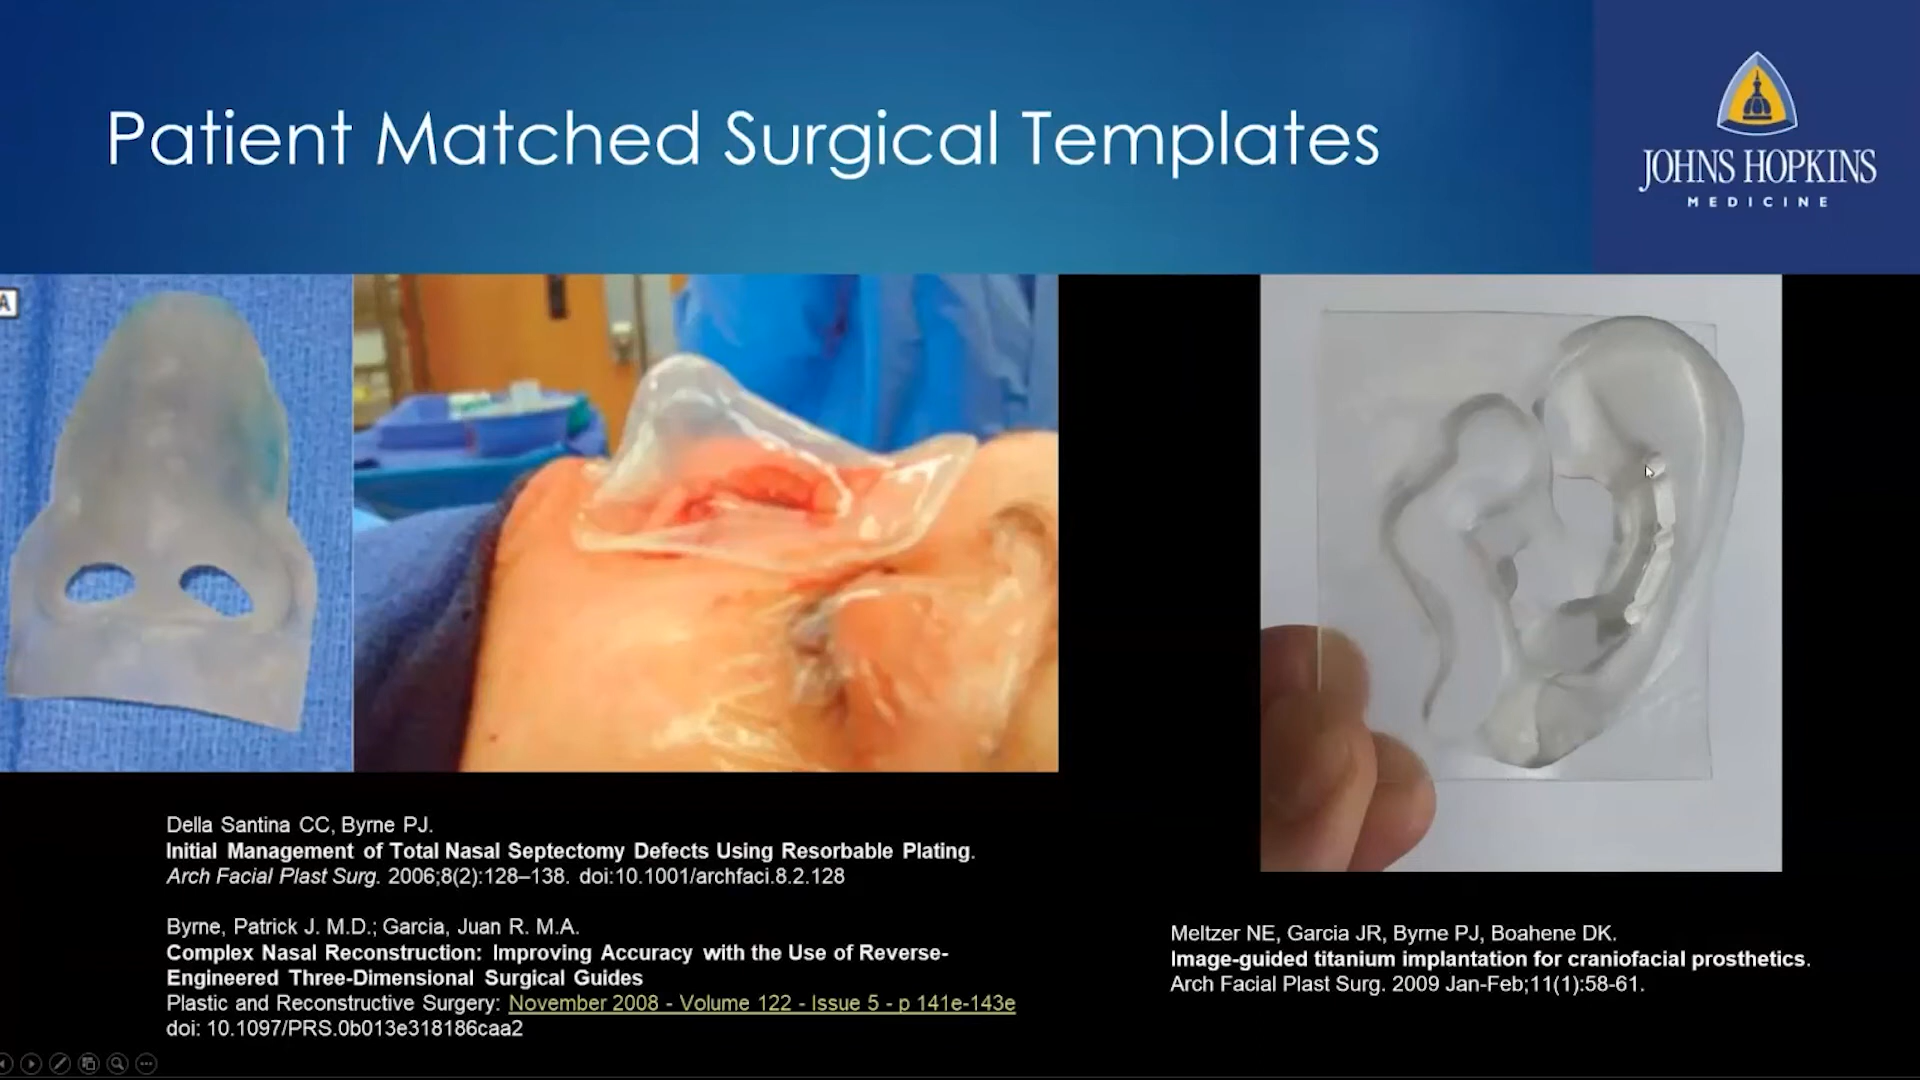 Patient Matched Surgical Templates
JOHNS HOPKINS
MEDICINE
A
Della Santina CC, Byrne PJ.
Initial Management of Total Nasal Septectomy Defects Using Resorbable Plating.
Arch Facial Plast Surg. 2006;8(2):128–138. doi:10.1001/archfaci.8.2.128
Byrne, Patrick J. M.D.; Garcia, Juan R. M.A.
Complex Nasal Reconstruction: Improving Accuracy with the Use of Reverse-
Engineered Three-Dimensional Surgical Guides
Plastic and Reconstructive Surgery: November 2008 - Volume 122 - Issue 5 - p 141e-143e
doi: 10.1097/PRS.0b013e318186caa2
Meltzer NE, Garcia JR, Byrne PJ, Boahene DK.
Image-guided titanium implantation for craniofacial prosthetics.
Arch Facial Plast Surg. 2009 Jan-Feb;11(1):58-61.